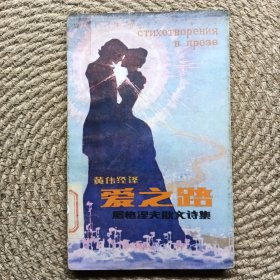 стихотворения
в прозе
黄伟经译
爱之路
屠格涅夫散文诗集